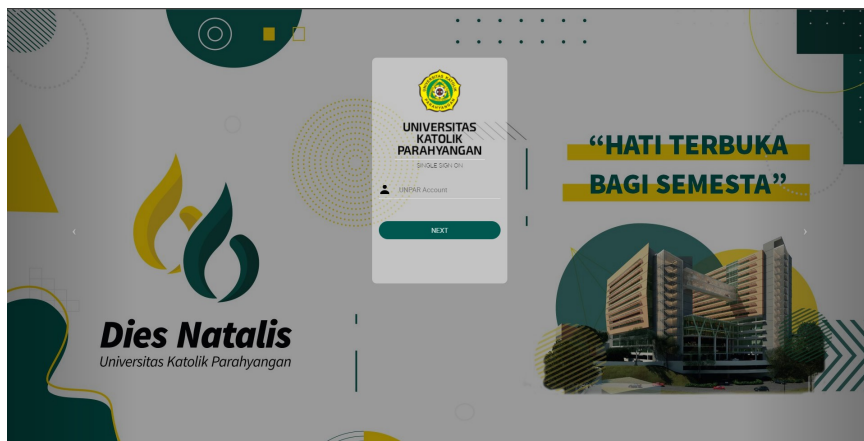 UNIVERSITAS
KATOLIK
PARAHYANGAN
SINGLE SIGN ON
UNPAR Account
NEXT
Dies Natalis
Universitas Katolik Parahyangan
“HATI TERBUKA
BAGI SEMESTA”